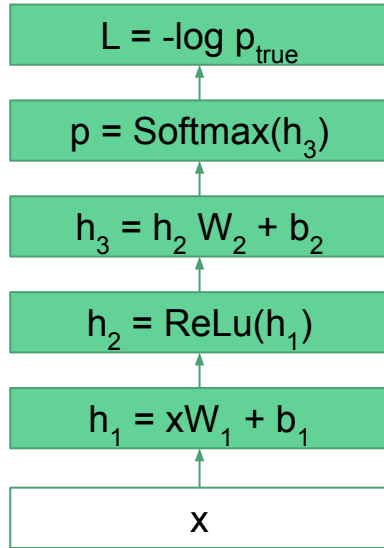 L = -log p_true
p = Softmax(h_3)
h_3 = h_2 W_2 + b_2
h_2 = ReLu(h_1)
h_1 = xW_1 + b_1
x